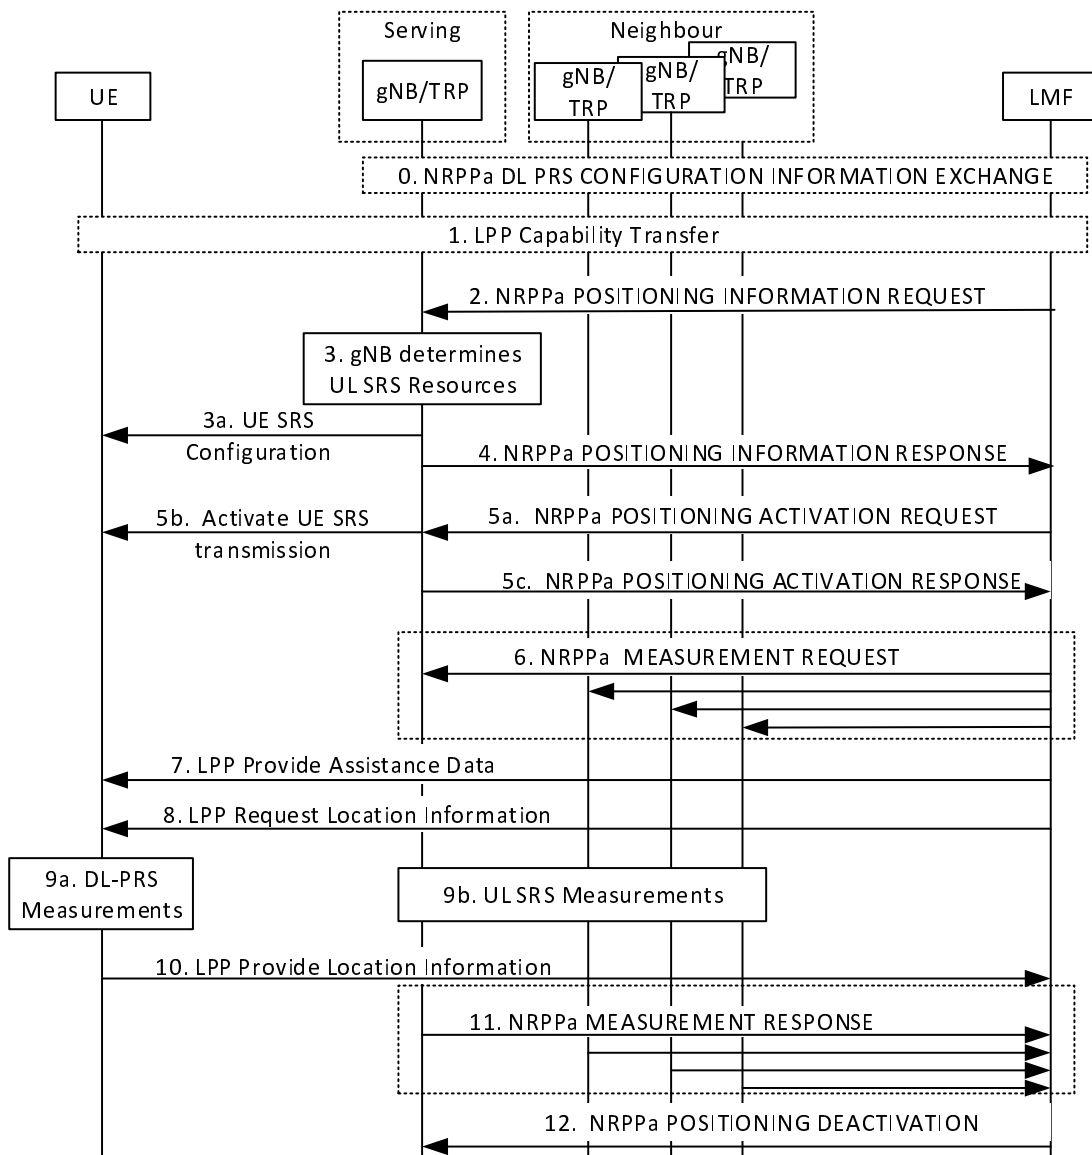 Serving
Neighbour
UE
gNB/TRP
gNB/
TRP
gNB/
TRP
gNB/
TRP
LMF
0. NRPPa DL PRS CONFIGURATION INFORMATION EXCHANGE
1. LPP Capability Transfer
2. NRPPa POSITIONING INFORMATION REQUEST
3. gNB determines
UL SRS Resources
3a. UE SRS
Configuration
4. NRPPa POSITIONING INFORMATION RESPONSE
5b. Activate UE SRS
transmission
5a. NRPPa POSITIONING ACTIVATION REQUEST
5c. NRPPa POSITIONING ACTIVATION RESPONSE
6. NRPPa MEASUREMENT REQUEST
7. LPP Provide Assistance Data
8. LPP Request Location Information
9a. DL-PRS
Measurements
9b. UL SRS Measurements
10. LPP Provide Location Information
11. NRPPa MEASUREMENT RESPONSE
12. NRPPa POSITIONING DEACTIVATION